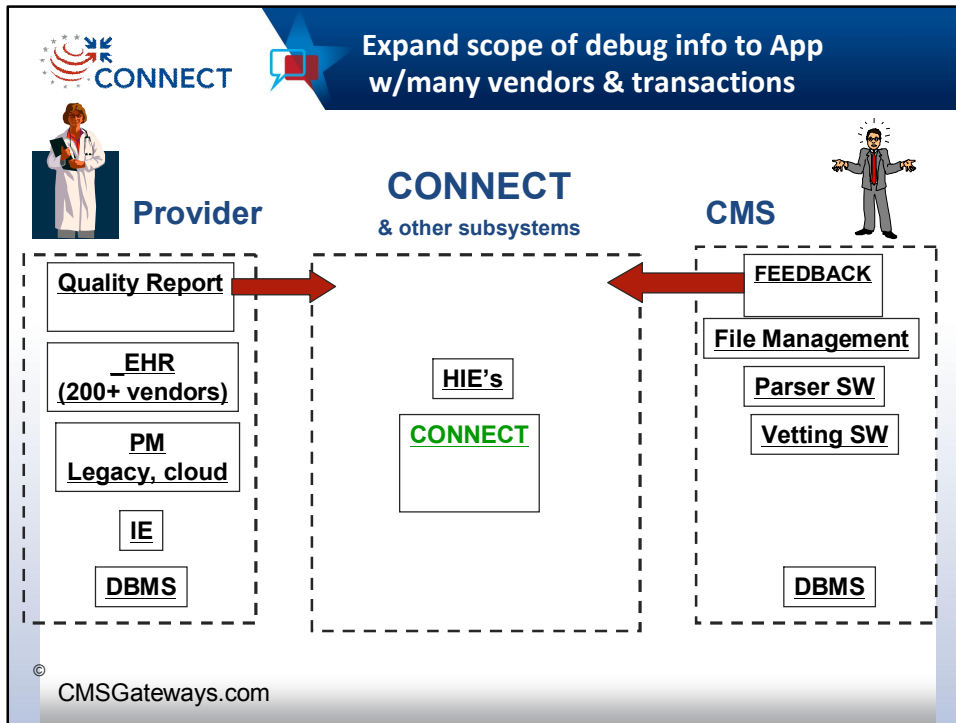 CONNECT
Expand scope of debug info to App
w/many vendors & transactions
Provider
CONNECT
& other subsystems
CMS
Quality Report
_EHR
(200+ vendors)
PM
Legacy, cloud
IE
DBMS
HIE's
CONNECT
FEEDBACK
File Management
Parser SW
Vetting SW
DBMS
©
CMSGateways.com